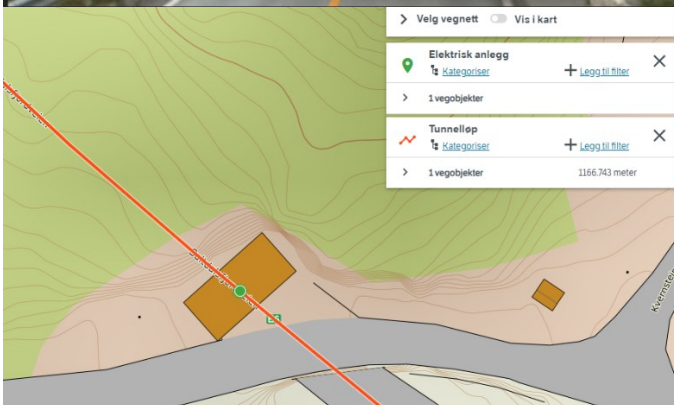 Velg vegnett Vis i kart
Elektrisk anlegg
Kategoriser Legg til filter
1 vegobjekter
Tunnelløp
Kategoriser Legg til filter
1 vegobjekter 1166.743 meter